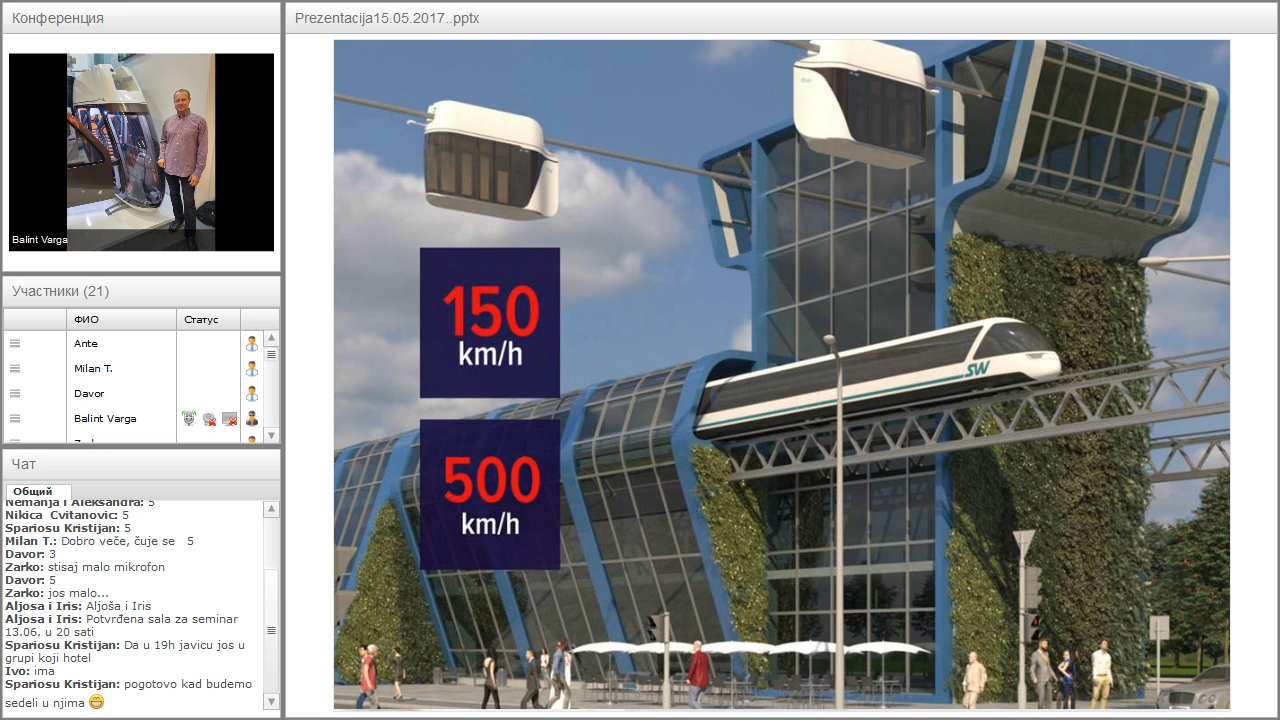 Конференция
Balint Varga
Участники (21)
ФИО Статус
Ante
Milan T.
Davor
Balint Varga
Чат
Общий
Nemanja i Aleksandra: 5
Nikica Cvitanovic: 5
Spariosu Kristijan: 5
Milan T.: Dobro veče, čuje se 5
Davor: 3
Zarko: stisaj malo mikrofon
Davor: 5
Zarko: jos malo...
Aljosa i Iris: Aljoša i Iris
Aljosa i Iris: Potvrđena sala za seminar
13.06. u 20 sati
Spariosu Kristijan: Da u 19h javicu jos u
grupi koji hotel
Ivo: ima
Spariosu Kristijan: pogotovo kad budemo
sedeli u njima
Prezentacija15.05.2017..pptx
150
km/h
500
km/h
SW